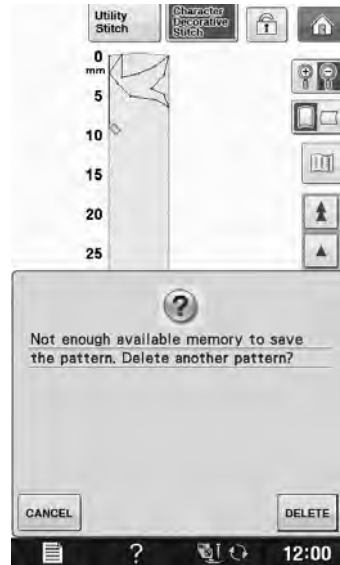 Utility
Stitch
Character
Decorative
Stitch
0
mm
5
10
15
20
25
?
Not enough available memory to save
the pattern. Delete another pattern?
CANCEL
DELETE
?
12:00